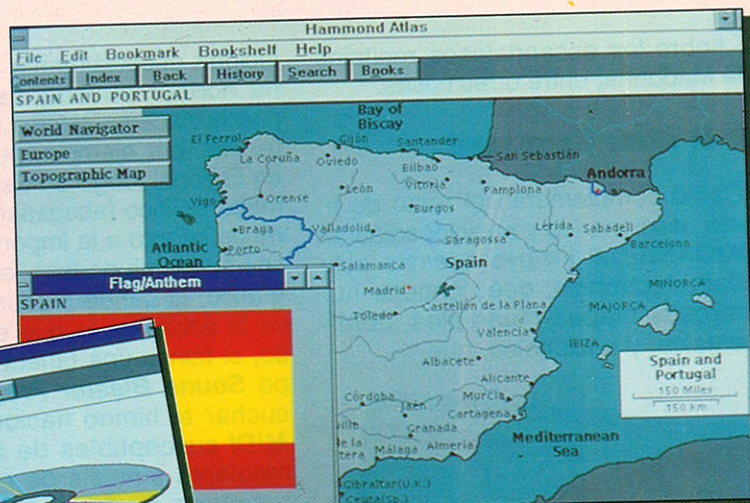 Hammond Atlas
File Edit Bookmark Bookshelf Help
Contents Index Back History Search Books
SPAIN AND PORTUGAL
World Navigator
Europe
Topographic Map
Bay of
Biscay
El Ferrol
Gijón
Santander
San Sebastián
La Coruña
Oviedo
Bilbao
Andorra
Vitoria
Pamplona
León
Vigo
Orense
Burgos
Braga
Valladolid
Lérida
Sabadell
Saragossa
Barcelona
Atlantic
Ocean
Porto
Salamanca
Spain
MINORCA
Madrid
MAJORCA
Castellón de la Plana
Toledo
Valencia
IBIZA
Albacete
Spain and
Portugal
150 Miles
150 km
Alicante
Córdoba
Murcia
Jaén
Cartagena
Granada
Mediterranean
Sea
Málaga
Almería
Gibraltar(U.K.)
Ceuta(Sp.)
Flag/Anthem
SPAIN